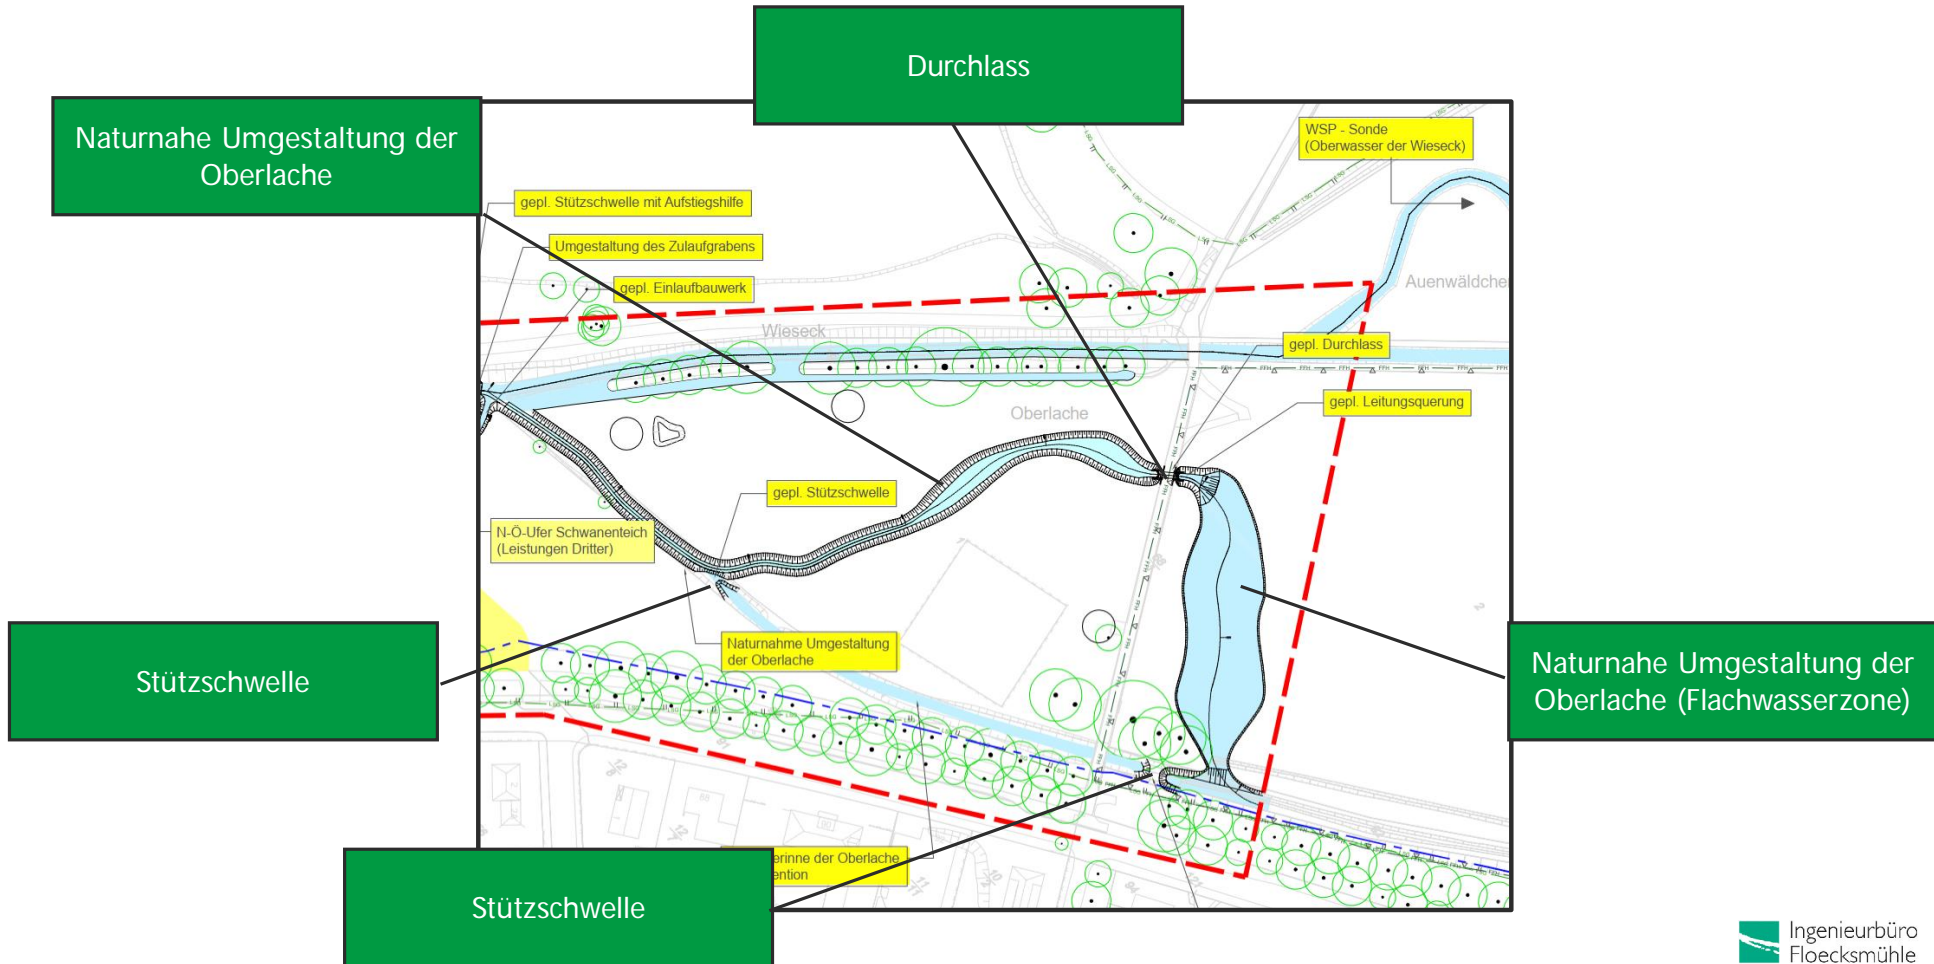 Durchlass
Naturnahe Umgestaltung der
Oberlache
WSP - Sonde
(Oberwasser der Wieseck)
gepl. Stützschwelle mit Aufstiegshilfe
Umgestaltung des Zulaufgrabens
gepl. Einlaufbauwerk
Auenwäldchen
Wieseck
gepl. Durchlass
gepl. Leitungsquerung
Oberlache
gepl. Stützschwelle
N-Ö-Ufer Schwanenteich
(Leistungen Dritter)
Naturnahme Umgestaltung
der Oberlache
Stützschwelle
Naturnahe Umgestaltung der
Oberlache (Flachwasserzone)
erinne der Oberlache
ention
Stützschwelle
Ingenieurbüro
Floecksmühle